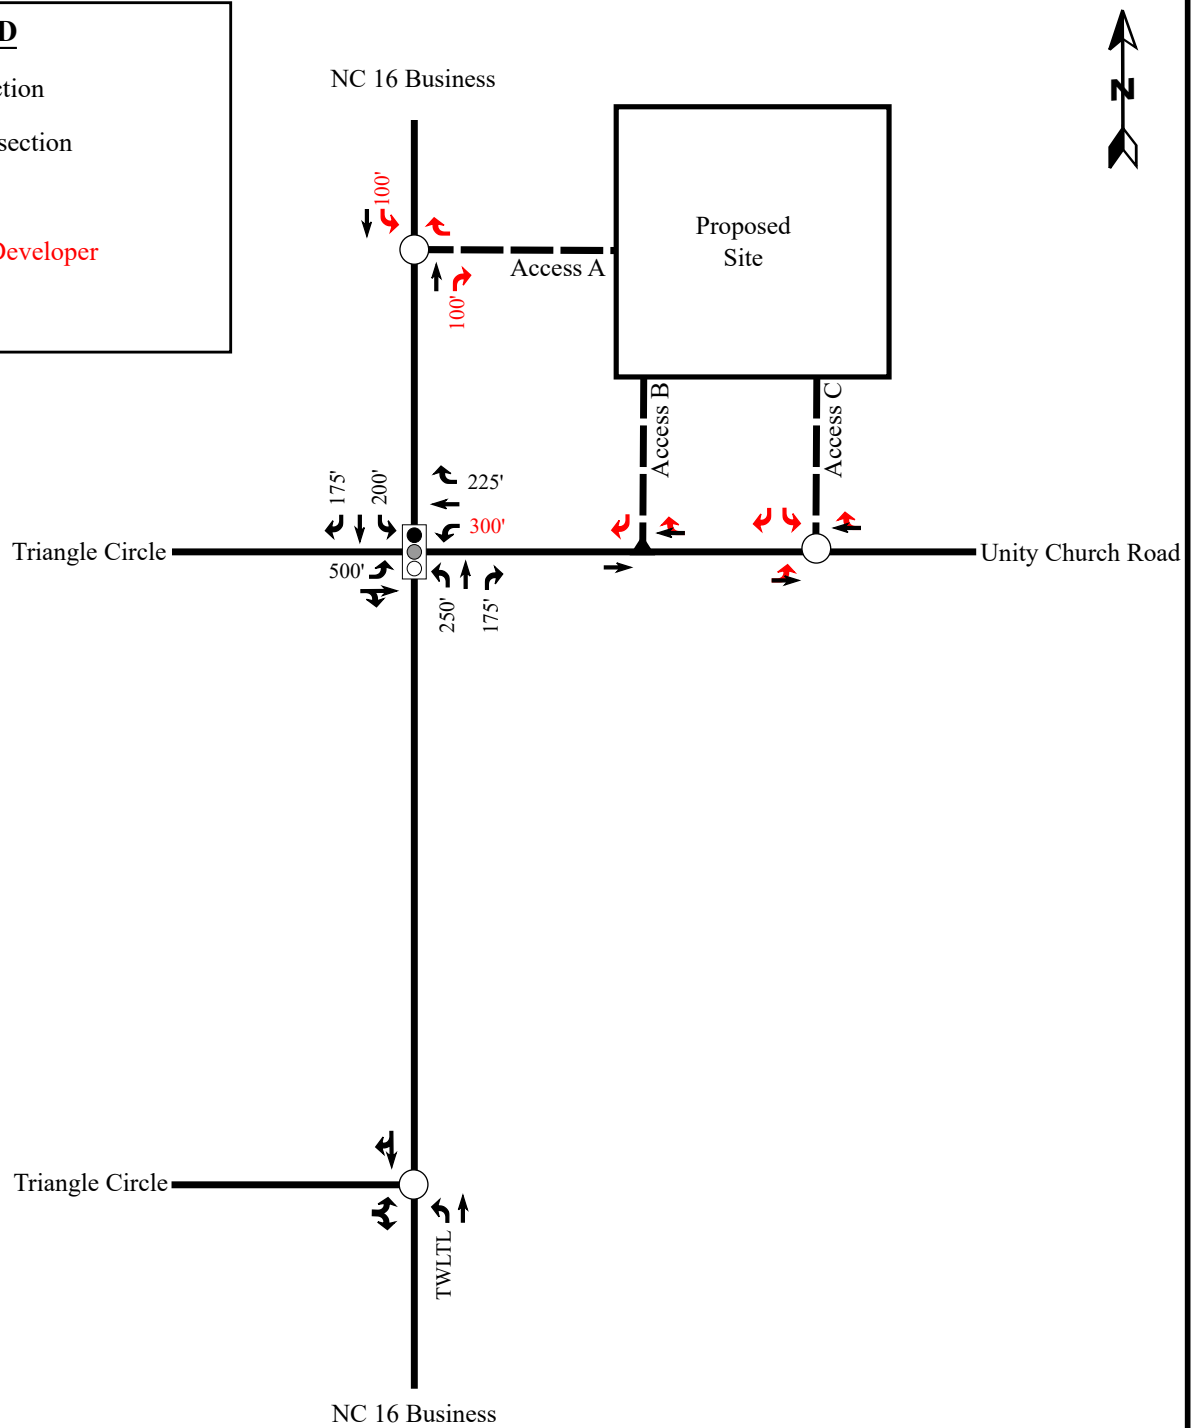 D
ction
section
Developer
NC 16 Business
N
100'
Proposed
Site
Access A
100'
Access B
Access C
175'
200'
225'
300'
Triangle Circle
Unity Church Road
500'
250'
175'
Triangle Circle
TWLTL
NC 16 Business